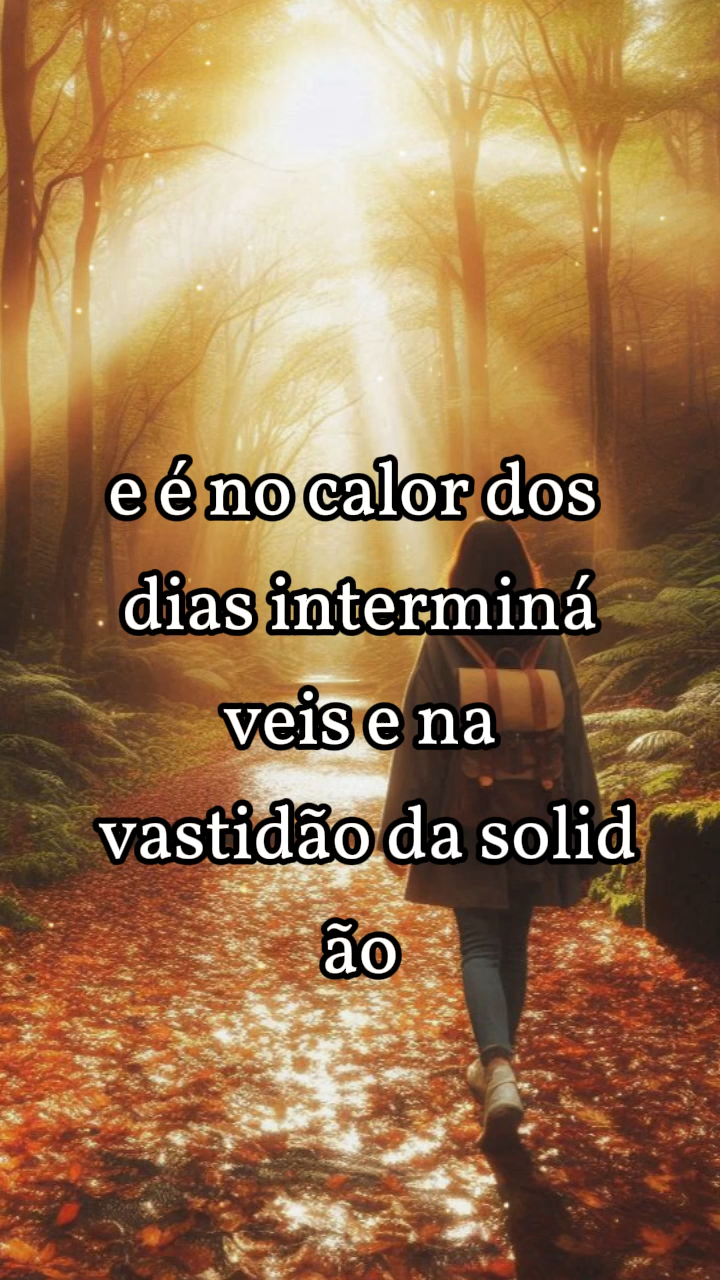 e é no calor dos
dias interminá
veis e na
vastidão da solid
ão